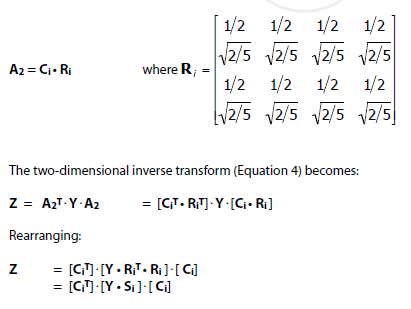 A₂ = Cᵢ • Rᵢ where Rᵢ = [1/2 1/2 1/2 1/2
√2/5 √2/5 √2/5 √2/5
1/2 1/2 1/2 1/2
√2/5 √2/5 √2/5 √2/5]
The two-dimensional inverse transform (Equation 4) becomes:
Z = A₂ᵀ·Y·A₂ = [Cᵢᵀ • Rᵢᵀ]·Y·[Cᵢ • Rᵢ]
Rearranging:
Z = [Cᵢᵀ]·[Y • Rᵢᵀ • Rᵢ]·[Cᵢ]
= [Cᵢᵀ]·[Y • Sᵢ]·[Cᵢ]